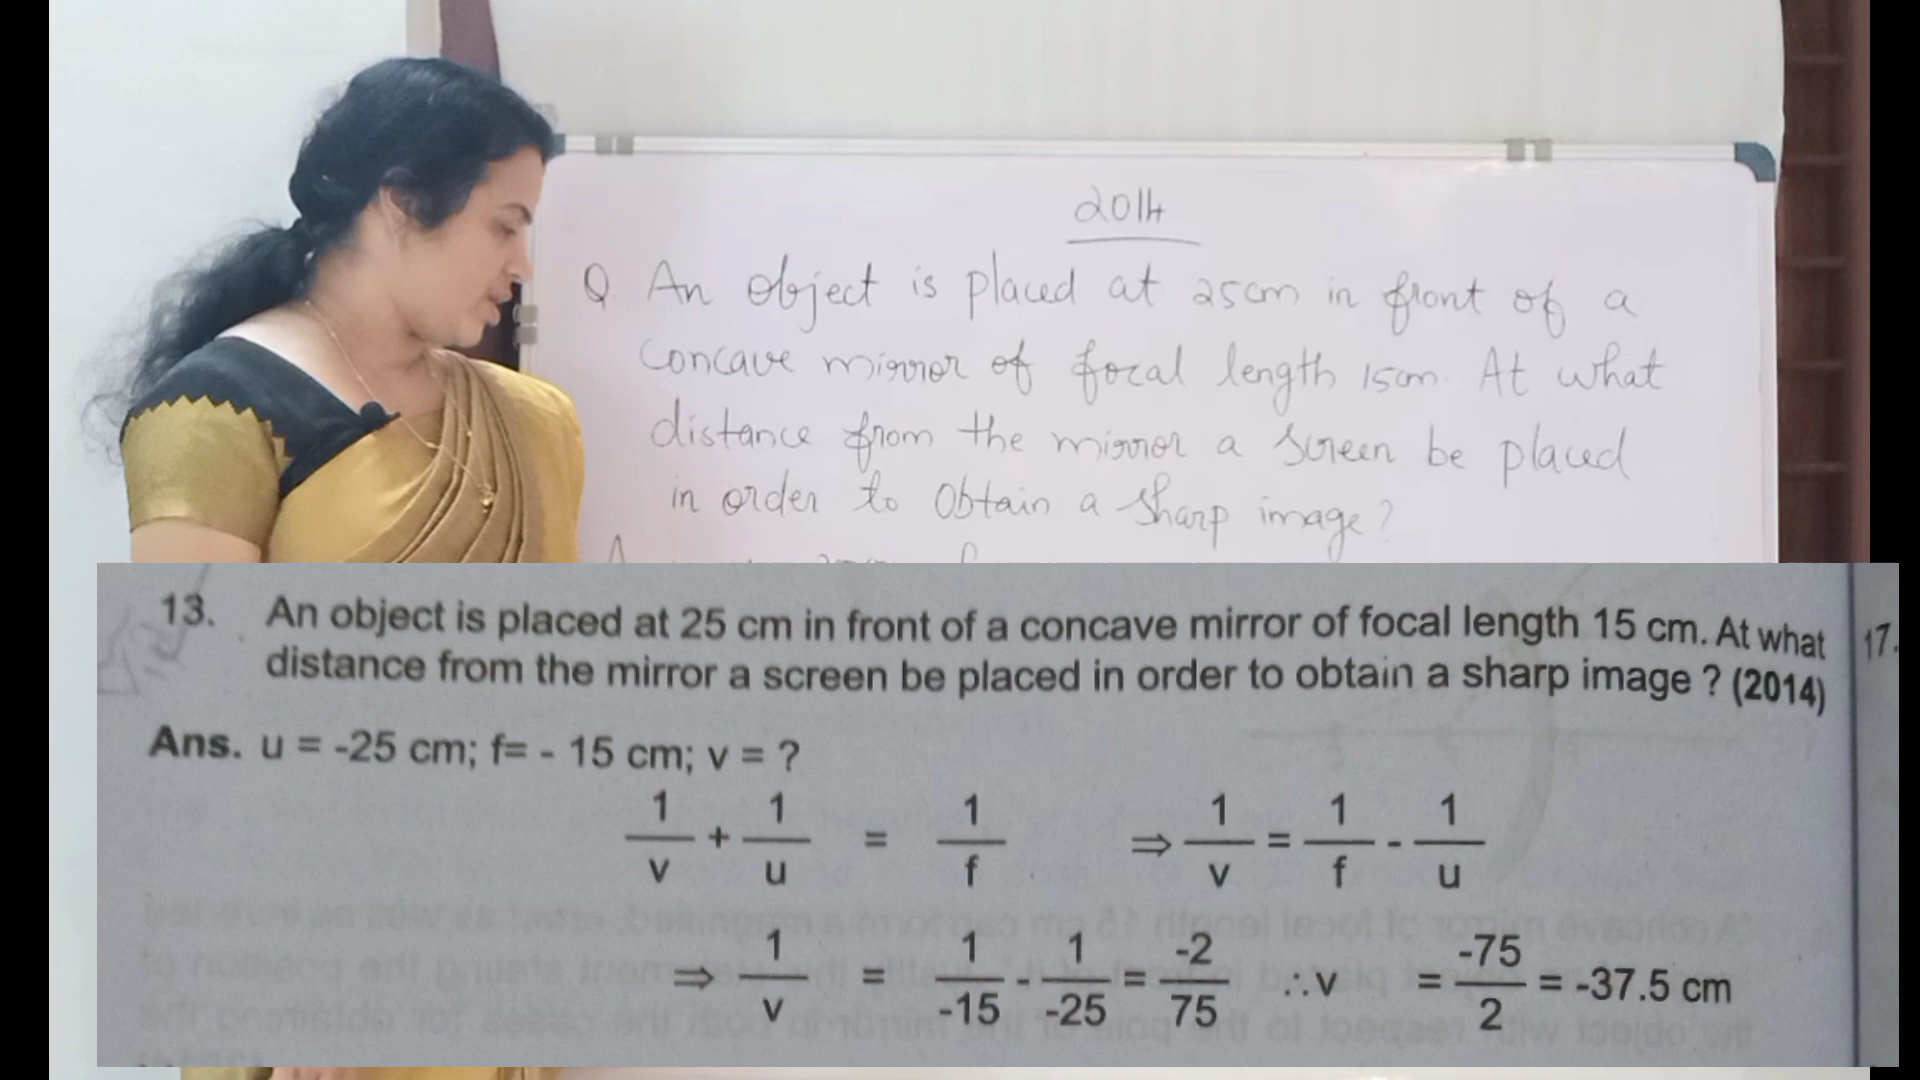 2014
Q. An object is placed at 25cm in front of a
concave mirror of focal length 15cm. At what
distance from the mirror a screen be placed
in order to obtain a sharp image?
13. An object is placed at 25 cm in front of a concave mirror of focal length 15 cm. At what
distance from the mirror a screen be placed in order to obtain a sharp image ? (2014)
17.
Ans. u = -25 cm; f= - 15 cm; v = ?
1/v + 1/u = 1/f ⇒ 1/v = 1/f - 1/u
⇒ 1/v = 1/-15 - 1/-25 = -2/75 ∴v = -75/2 = -37.5 cm